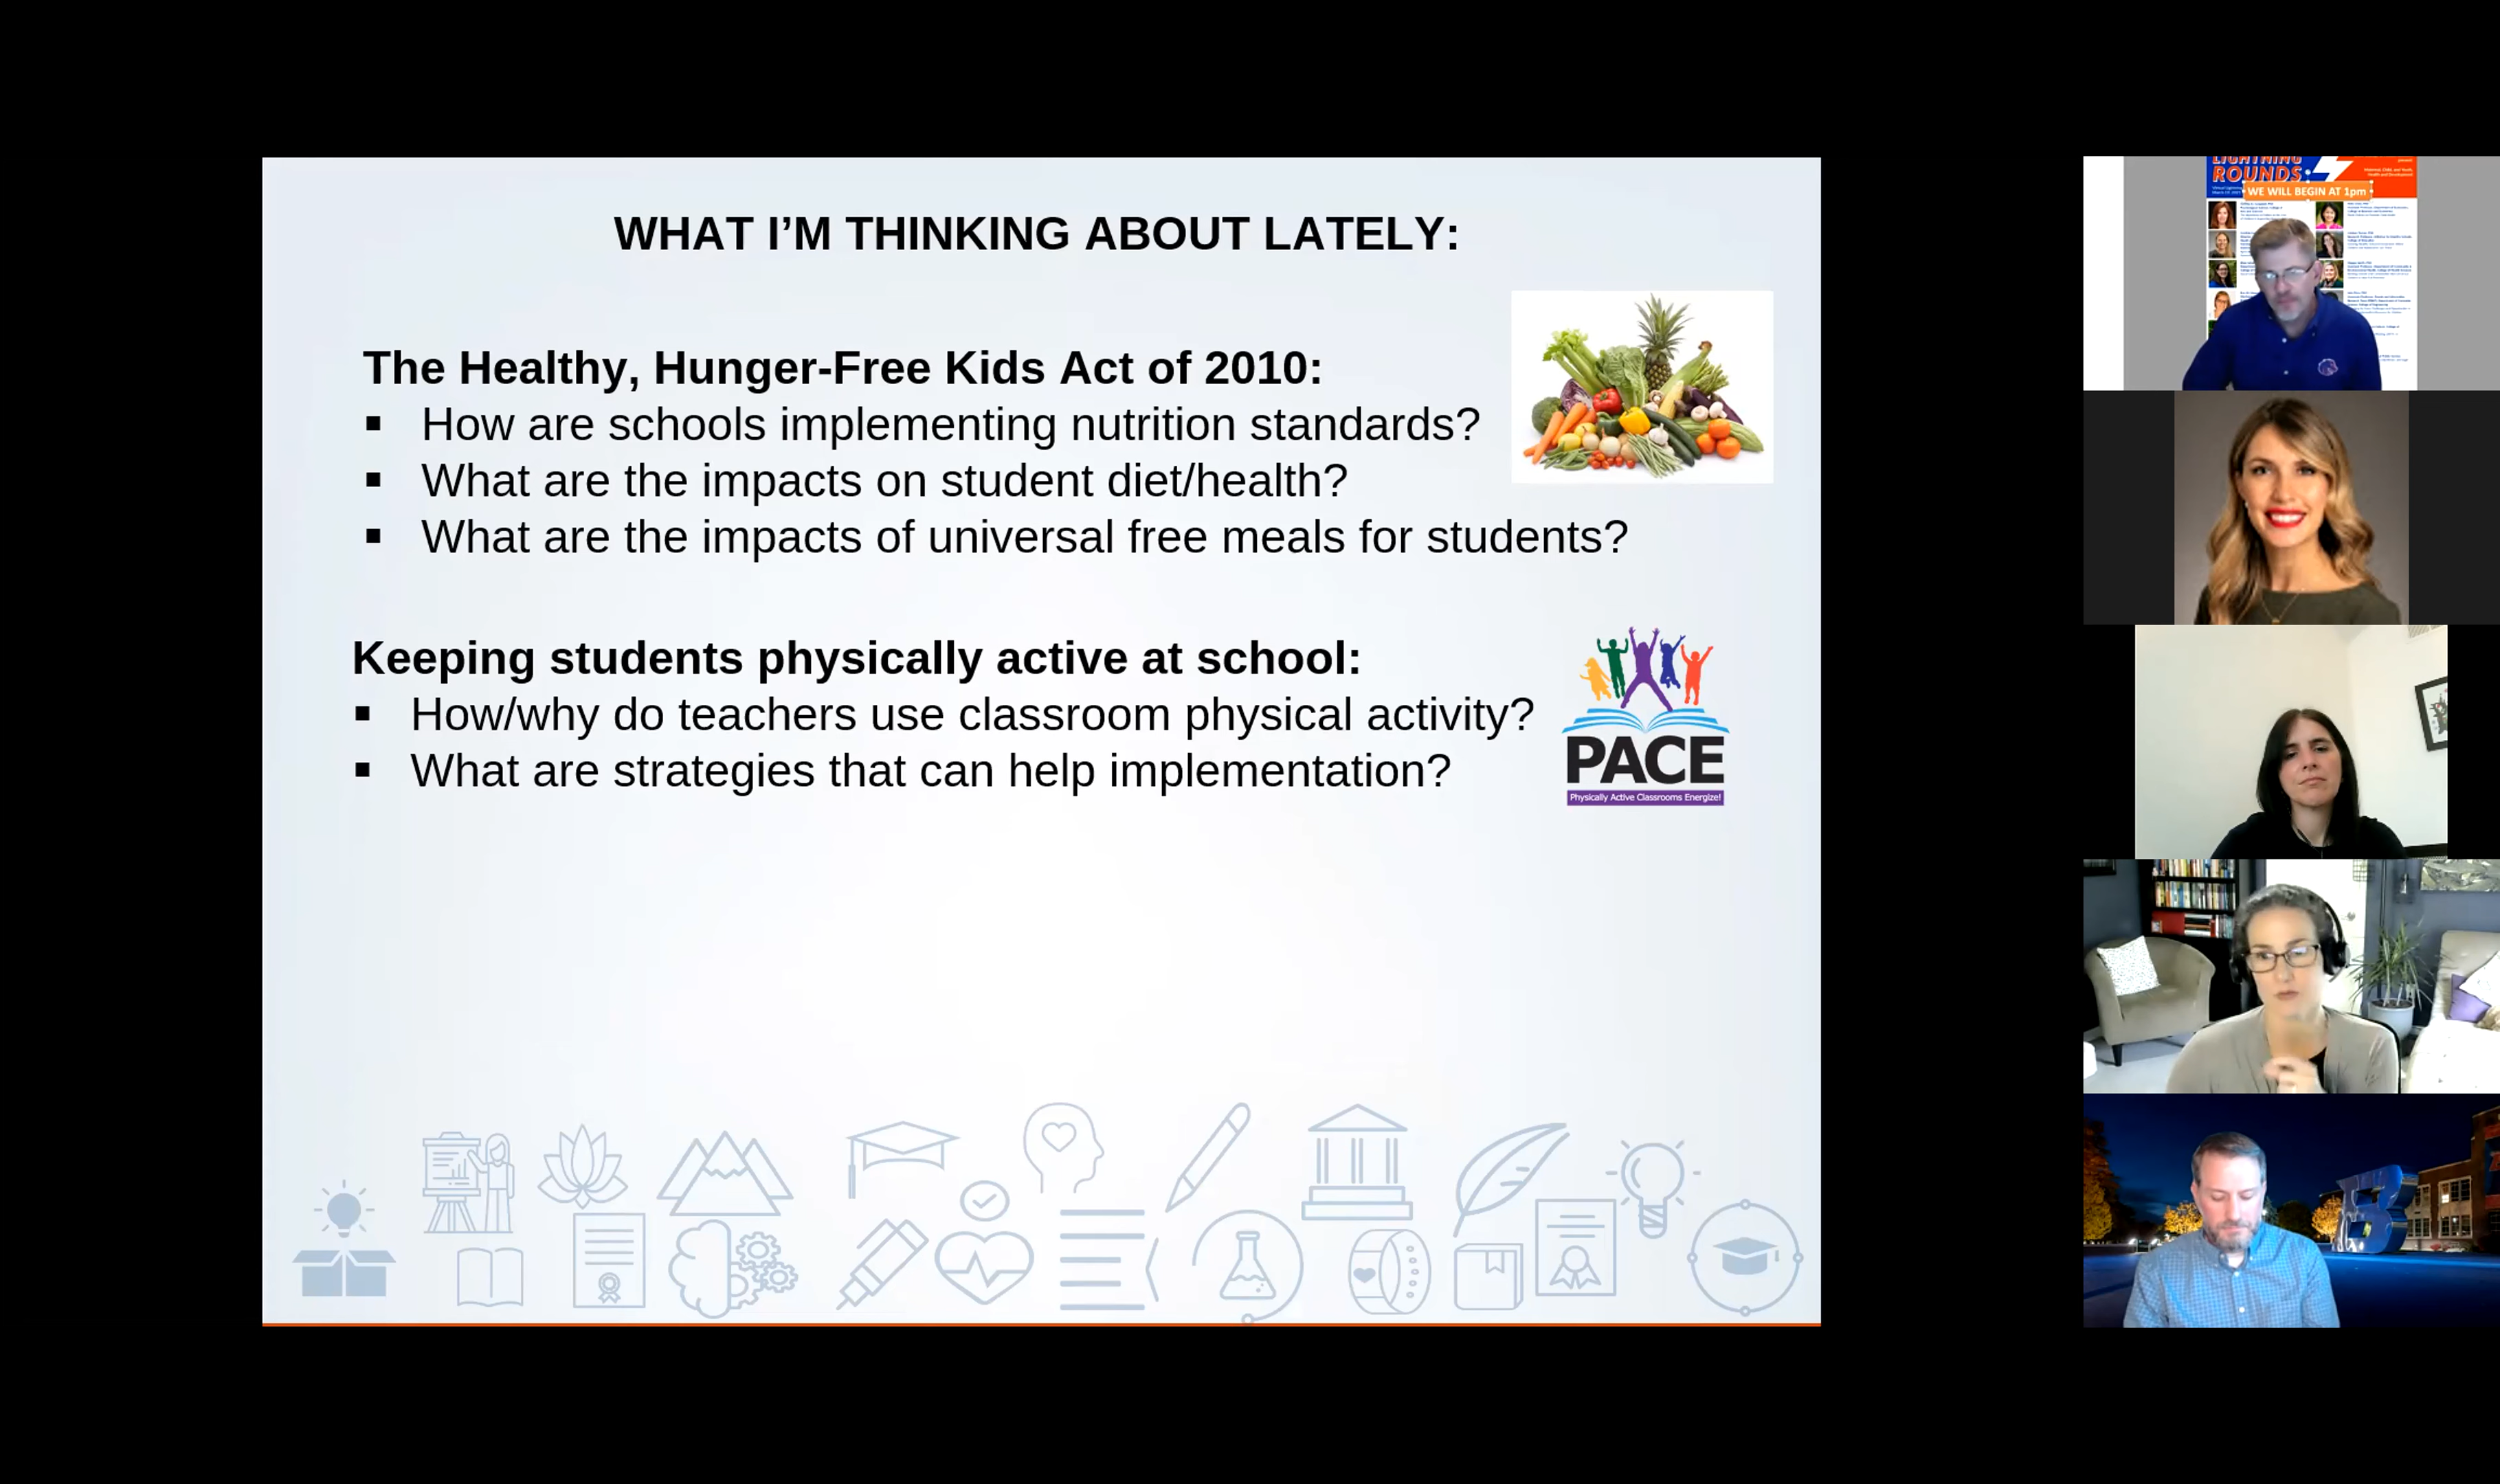 WHAT I’M THINKING ABOUT LATELY:
The Healthy, Hunger-Free Kids Act of 2010:
▪ How are schools implementing nutrition standards?
▪ What are the impacts on student diet/health?
▪ What are the impacts of universal free meals for students?
Keeping students physically active at school:
▪ How/why do teachers use classroom physical activity?
▪ What are strategies that can help implementation?
PACE
Physically Active Classrooms Energize!
LIGHTNING
ROUNDS
WE WILL BEGIN AT 1pm
B